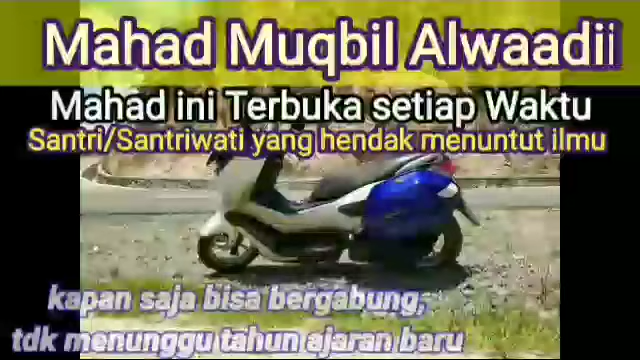 Mahad Muqbil Alwaadii
Mahad ini Terbuka setiap Waktu
Santri/Santriwati yang hendak menuntut ilmu
kapan saja bisa bergabung,
tdk menunggu tahun ajaran baru